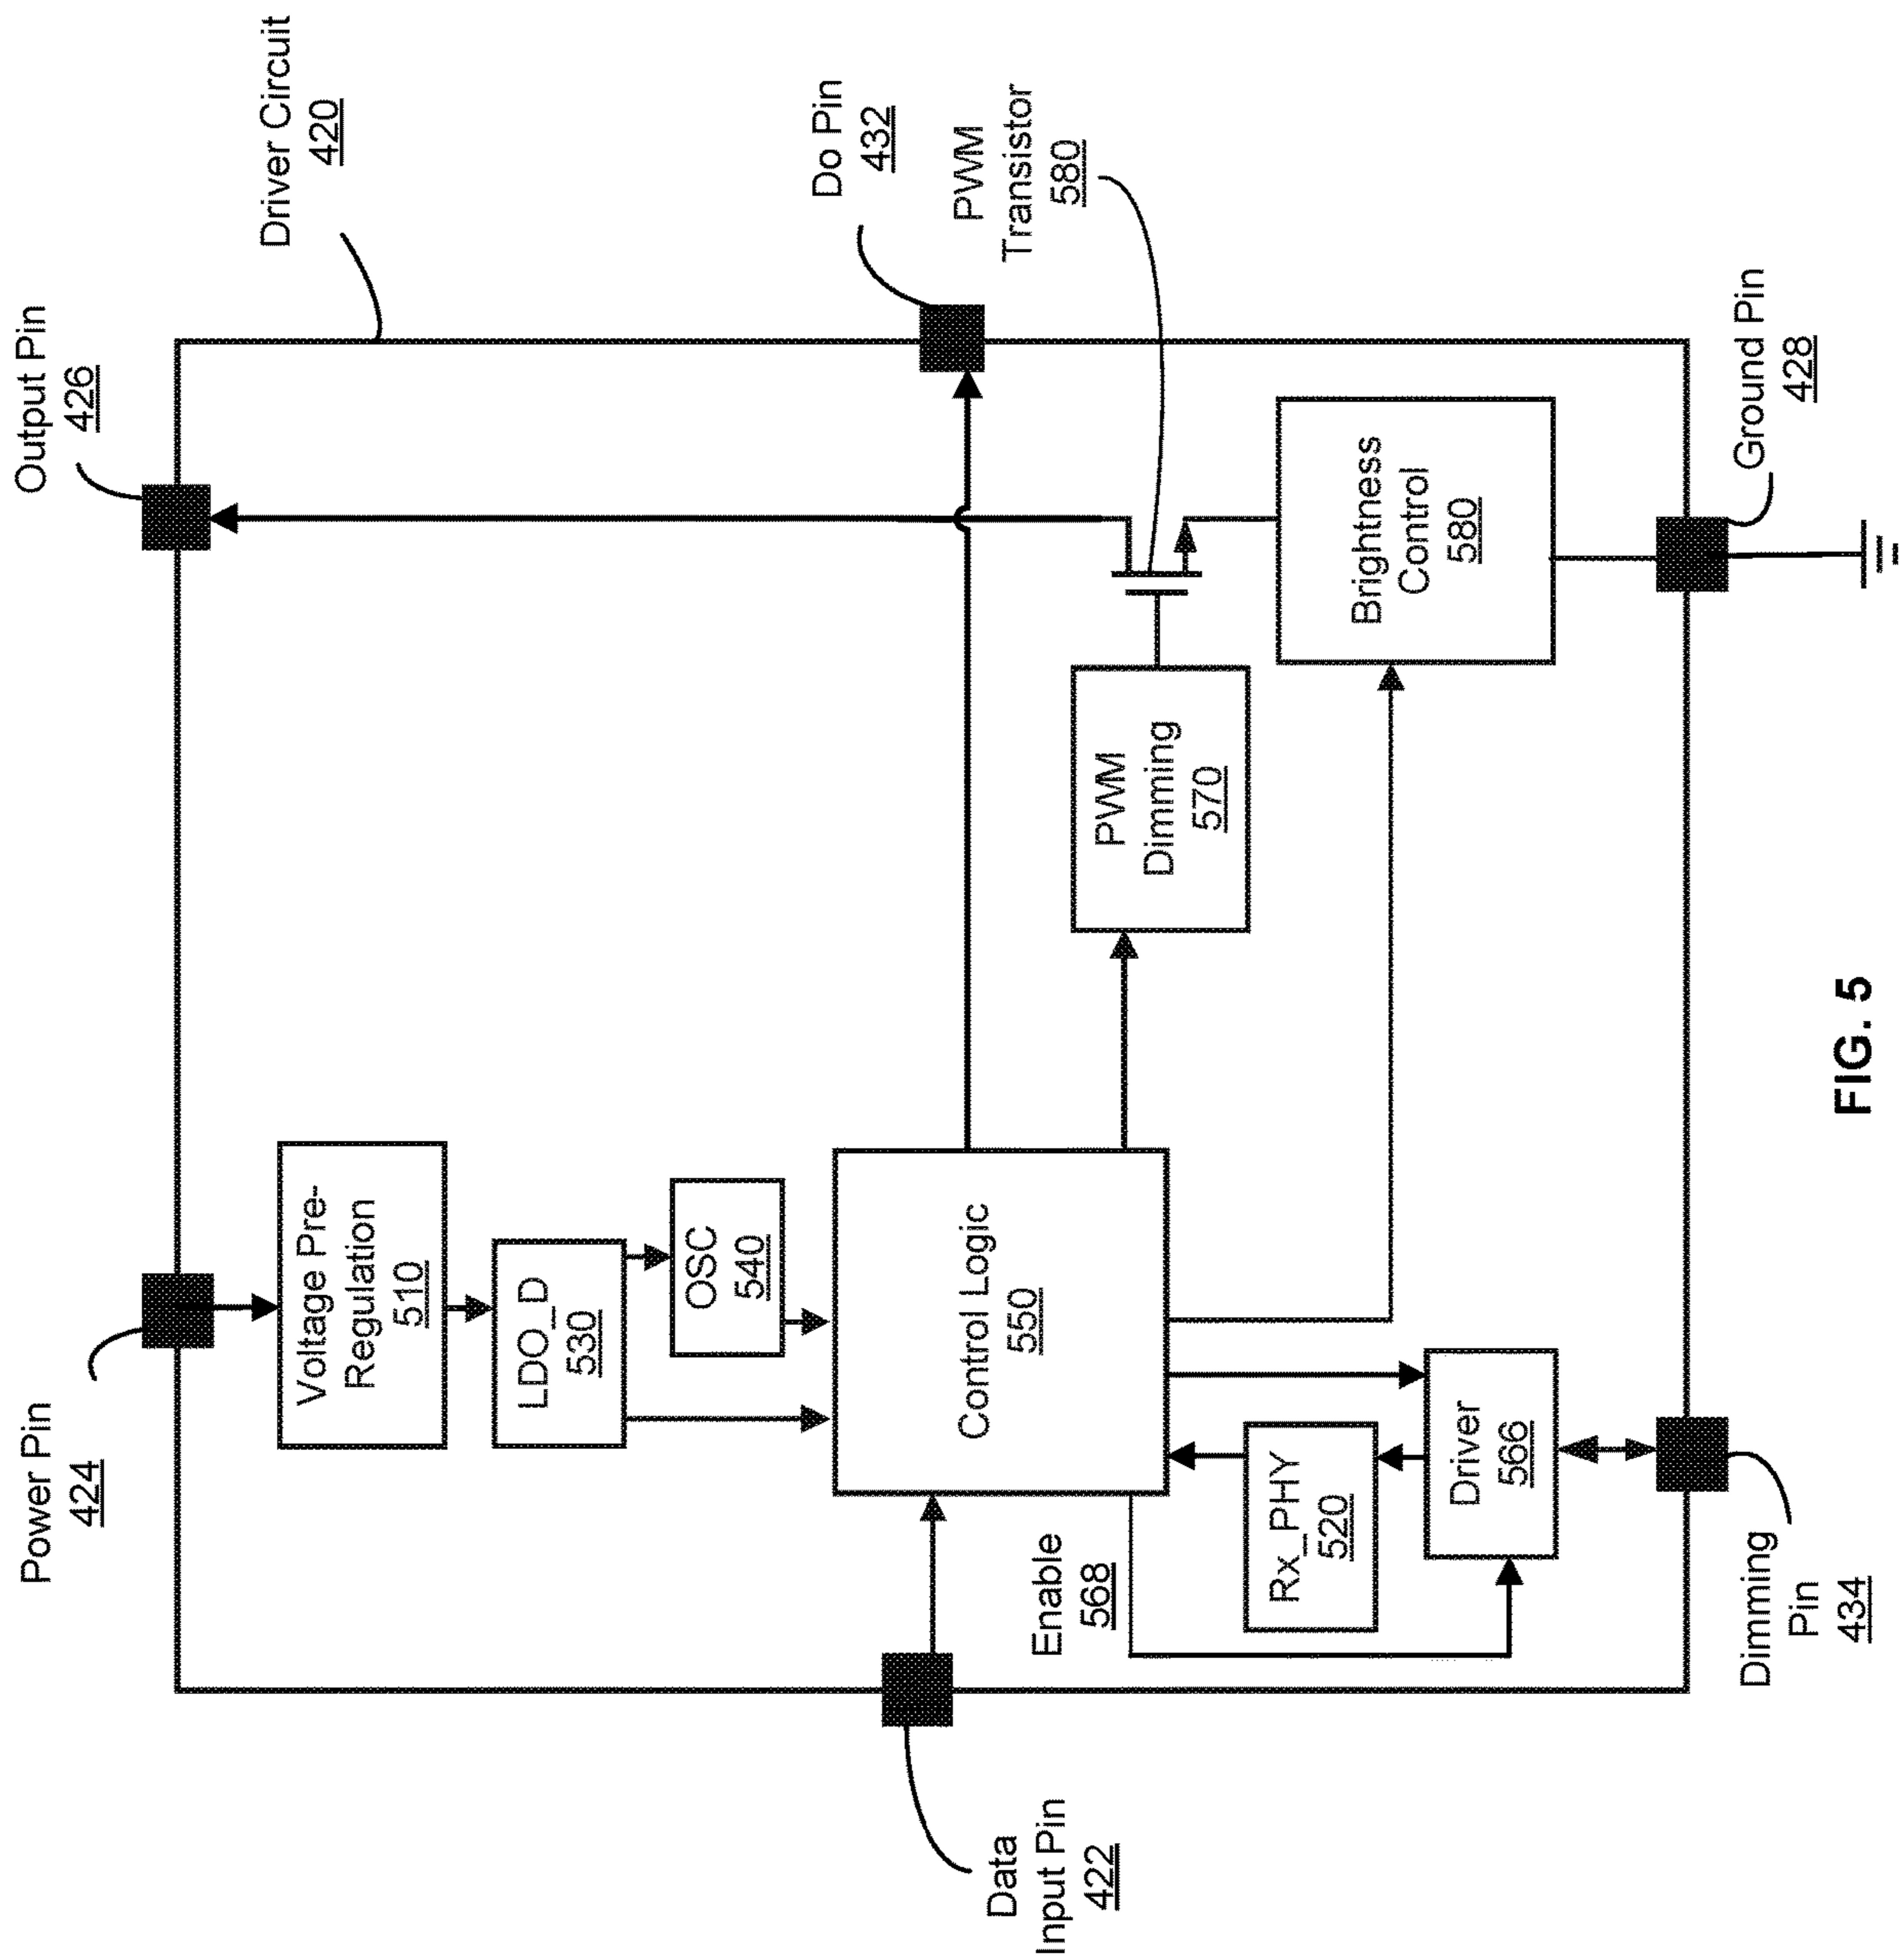 Power Pin
424
Output Pin
426
Driver Circuit
420
Voltage Pre-
Regulation
510
LDO_D
530
OSC
540
Do Pin
432
PWM
Transistor
580
Data
Input Pin
422
Control Logic
550
Enable
568
PWM
Dimming
570
Rx_PHY
520
Driver
566
Brightness
Control
580
Dimming
Pin
434
Ground Pin
428
FIG. 5